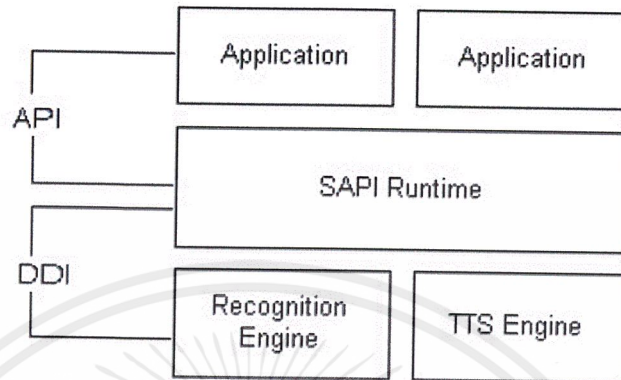 Application
Application
API
SAPI Runtime
DDI
Recognition
Engine
TTS Engine